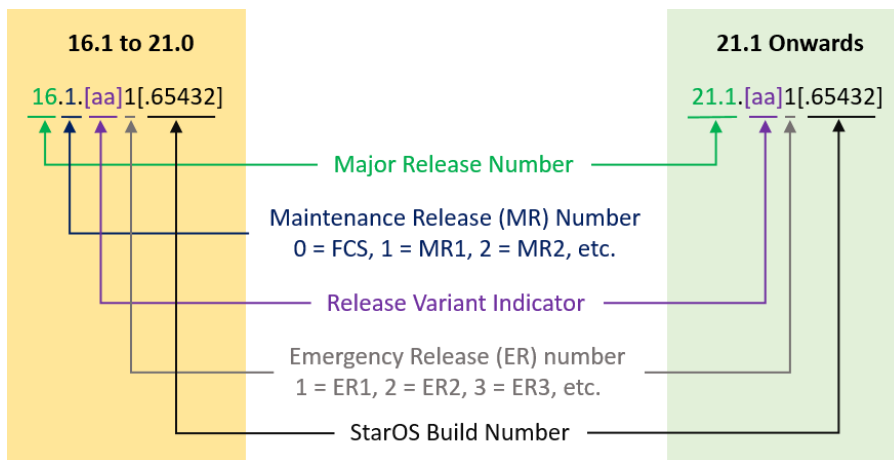 16.1 to 21.0
21.1 Onwards
16.1.[aa]1[.65432]
21.1.[aa]1[.65432]
Major Release Number
Maintenance Release (MR) Number
0 = FCS, 1 = MR1, 2 = MR2, etc.
Release Variant Indicator
Emergency Release (ER) number
1 = ER1, 2 = ER2, 3 = ER3, etc.
StarOS Build Number